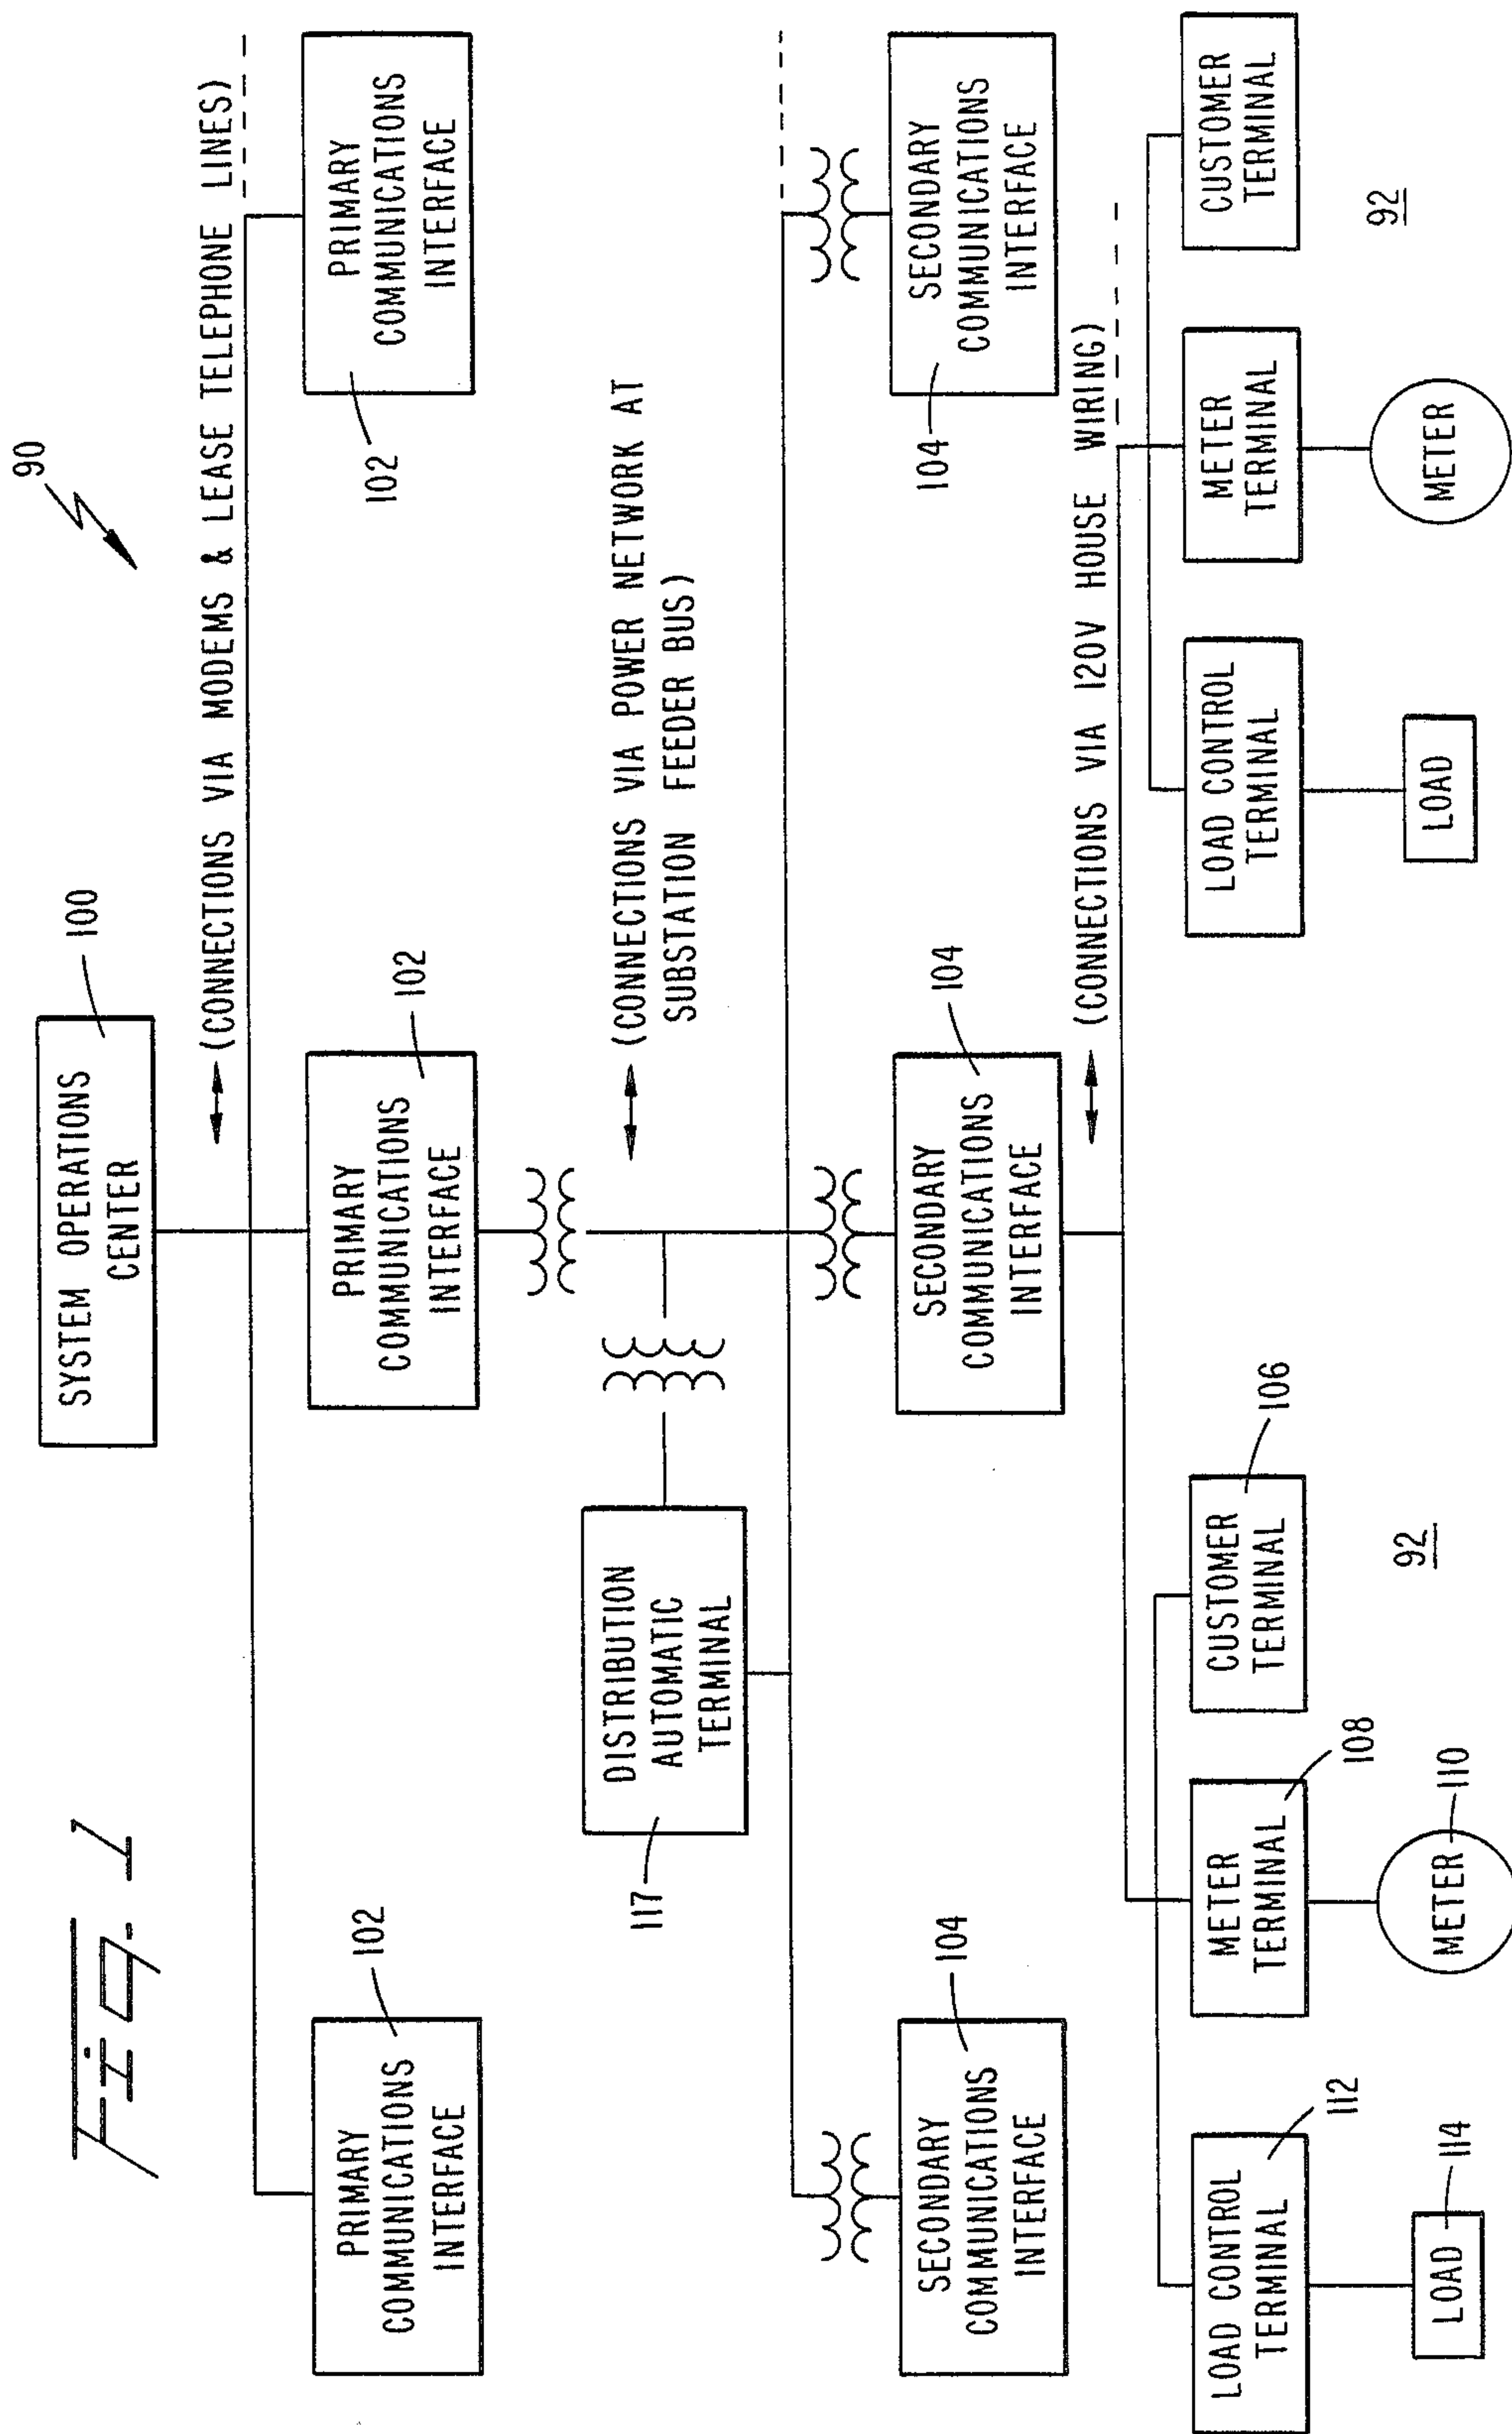 Fig. 1
90
SYSTEM OPERATIONS
CENTER
100
(CONNECTIONS VIA MODEMS & LEASE TELEPHONE LINES)
PRIMARY
COMMUNICATIONS
INTERFACE
102
PRIMARY
COMMUNICATIONS
INTERFACE
102
PRIMARY
COMMUNICATIONS
INTERFACE
102
(CONNECTIONS VIA POWER NETWORK AT
SUBSTATION FEEDER BUS)
DISTRIBUTION
AUTOMATIC
TERMINAL
117
SECONDARY
COMMUNICATIONS
INTERFACE
104
SECONDARY
COMMUNICATIONS
INTERFACE
104
SECONDARY
COMMUNICATIONS
INTERFACE
104
(CONNECTIONS VIA 120V HOUSE WIRING)
LOAD CONTROL
TERMINAL
112
METER
TERMINAL
108
CUSTOMER
TERMINAL
106
LOAD
114
METER
110
92
LOAD CONTROL
TERMINAL
METER
TERMINAL
CUSTOMER
TERMINAL
LOAD
METER
92